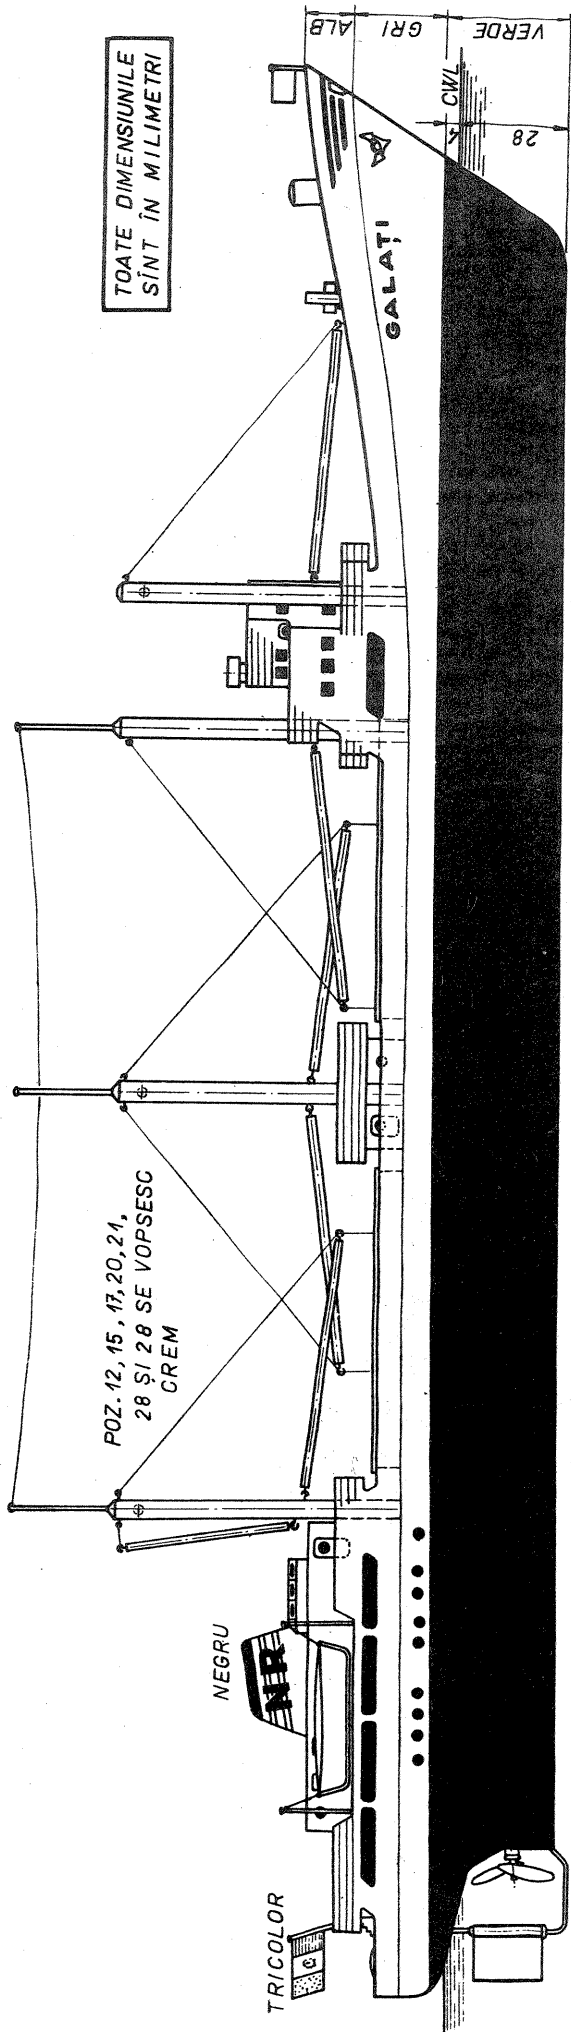 TOATE DIMENSIUNILE
SÎNT ÎN MILIMETRI
ALB
GRI
VERDE
CWL
28
GALAȚI
POZ. 12, 15, 17, 20, 21,
28 ȘI 28 SE VOPSESC
CREM
NEGRU
NR
TRICOLOR